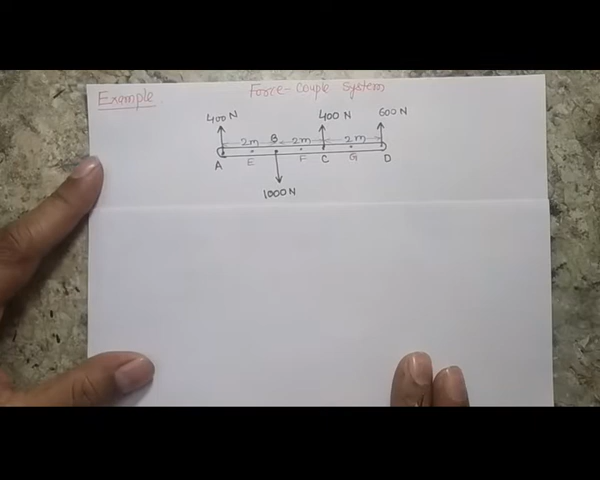 Example
Force-Couple System
400 N
400 N
600 N
2m
B
2m
2m
A
E
F
C
G
D
1000 N